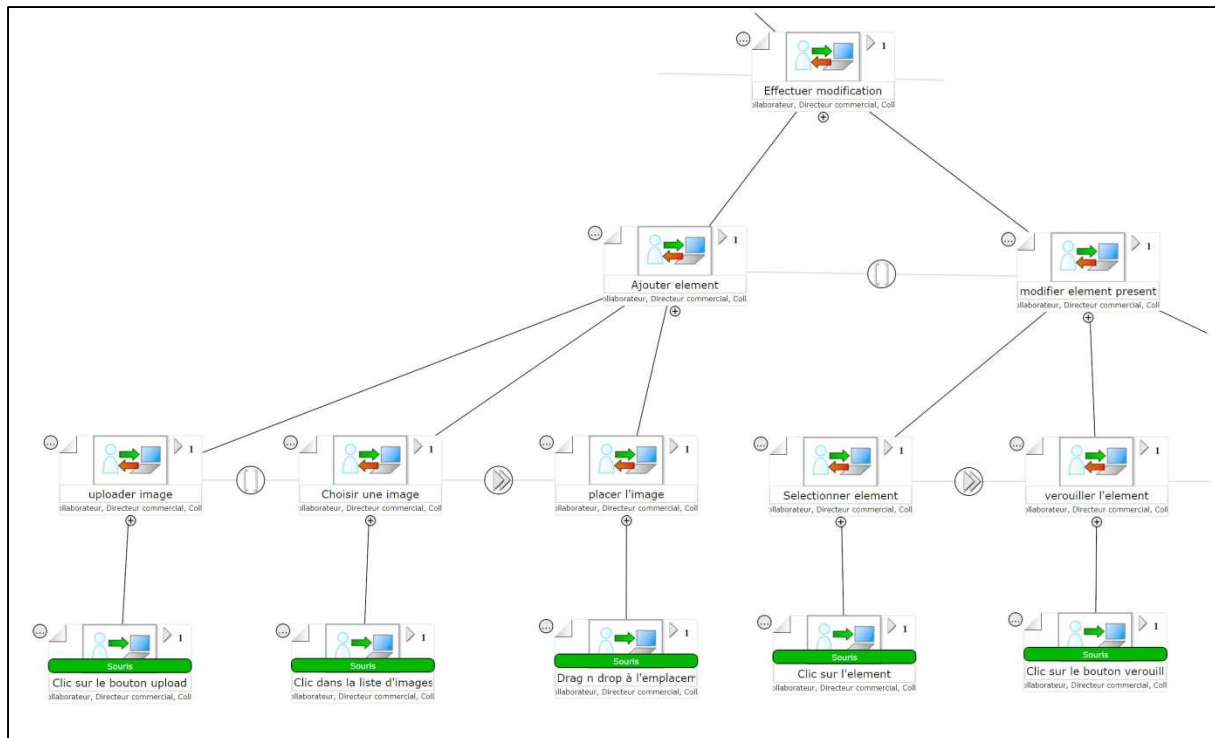 1
Effectuer modification
ollaborateur, Directeur commercial, Coll
1
Ajouter element
ollaborateur, Directeur commercial, Coll
1
modifier element present
ollaborateur, Directeur commercial, Coll
1
uploader image
ollaborateur, Directeur commercial, Coll
1
Choisir une image
ollaborateur, Directeur commercial, Coll
1
placer l'image
ollaborateur, Directeur commercial, Coll
1
Selectionner element
ollaborateur, Directeur commercial, Coll
1
verouiller l'element
ollaborateur, Directeur commercial, Coll
1
Souris
Clic sur le bouton upload
ollaborateur, Directeur commercial, Coll
1
Souris
Clic dans la liste d'images
ollaborateur, Directeur commercial, Coll
1
Souris
Drag n drop à l'emplacem
ollaborateur, Directeur commercial, Coll
1
Souris
Clic sur l'element
ollaborateur, Directeur commercial, Coll
1
Souris
Clic sur le bouton verouill
ollaborateur, Directeur commercial, Coll